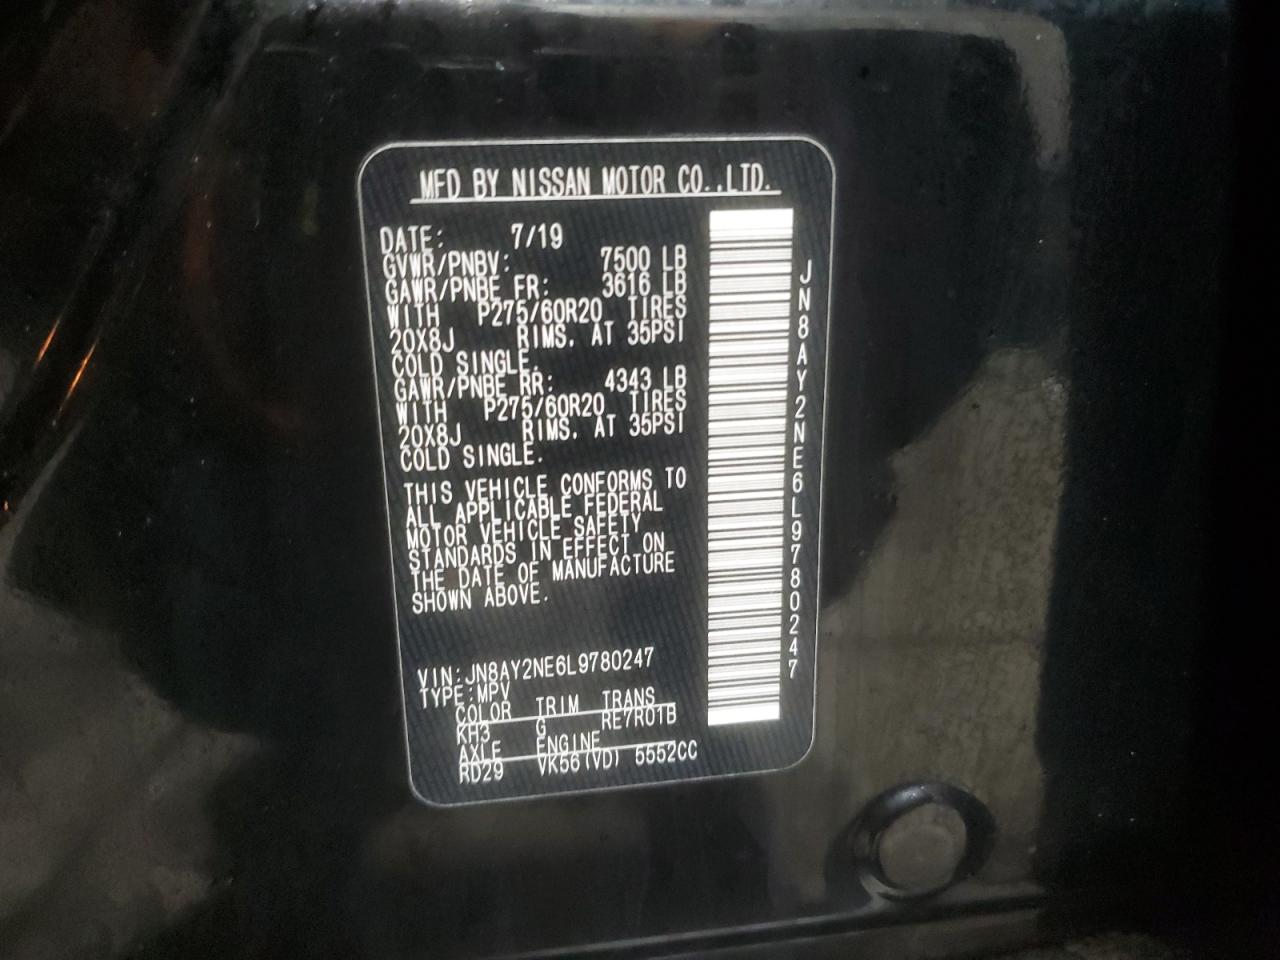 MFD BY NISSAN MOTOR CO.,LTD.
DATE: 7/19
GVWR/PNBV: 7500 LB
GAWR/PNBE FR: 3616 LB
WITH P275/60R20 TIRES
20X8J RIMS. AT 35PSI
COLD SINGLE.
GAWR/PNBE RR: 4343 LB
WITH P275/60R20 TIRES
20X8J RIMS. AT 35PSI
COLD SINGLE.
THIS VEHICLE CONFORMS TO
ALL APPLICABLE FEDERAL
MOTOR VEHICLE SAFETY
STANDARDS IN EFFECT ON
THE DATE OF MANUFACTURE
SHOWN ABOVE.
VIN:JN8AY2NE6L9780247
TYPE:MPV
COLOR TRIM TRANS
KH3 G RE7R01B
AXLE ENGINE
RD29 VK56(VD) 5552CC
JN8AY2NE6L9780247